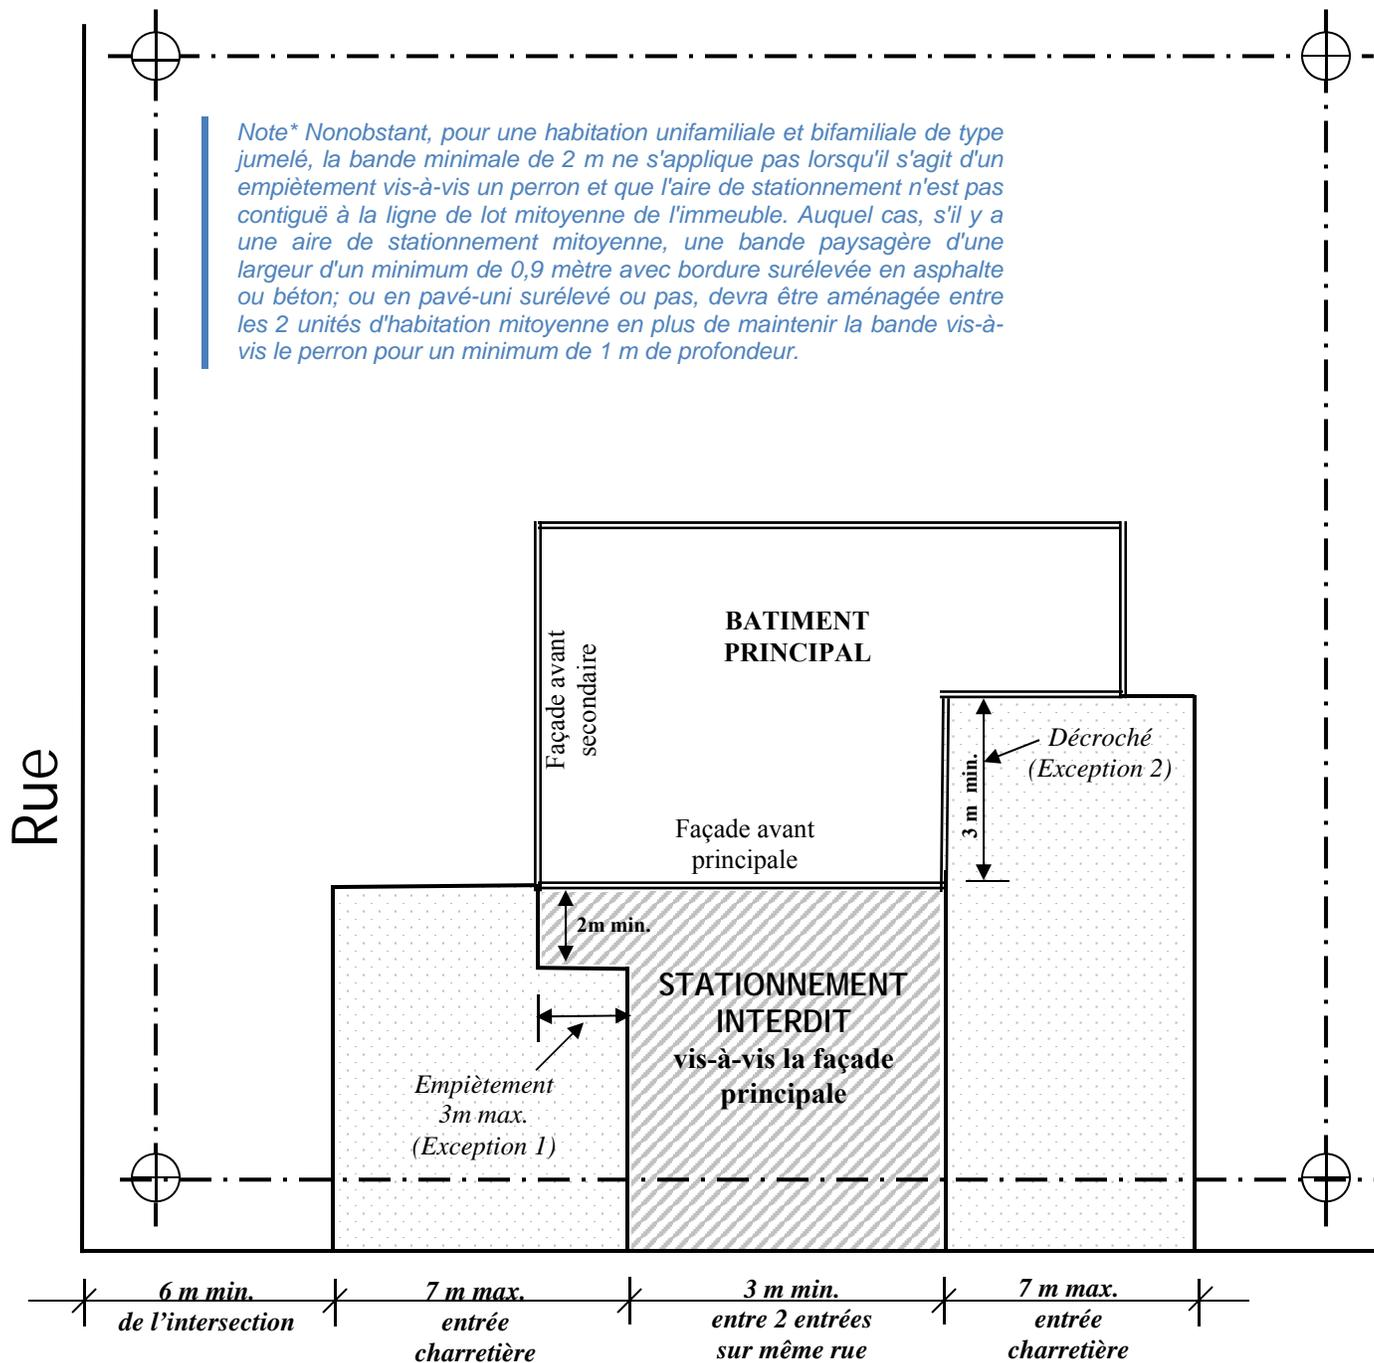 Note* Nonobstant, pour une habitation unifamiliale et bifamiliale de type
jumelé, la bande minimale de 2 m ne s'applique pas lorsqu'il s'agit d'un
empiètement vis-à-vis un perron et que l'aire de stationnement n'est pas
contiguë à la ligne de lot mitoyenne de l'immeuble. Auquel cas, s'il y a
une aire de stationnement mitoyenne, une bande paysagère d'une
largeur d'un minimum de 0,9 mètre avec bordure surélevée en asphalte
ou béton; ou en pavé-uni surélevé ou pas, devra être aménagée entre
les 2 unités d'habitation mitoyenne en plus de maintenir la bande vis-à-
vis le perron pour un minimum de 1 m de profondeur.
BATIMENT
PRINCIPAL
Façade avant
secondaire
Rue
Décroché
(Exception 2)
3 m min.
Façade avant
principale
2m min.
STATIONNEMENT
INTERDIT
vis-à-vis la façade
principale
Empiètement
3m max.
(Exception 1)
6 m min.
de l'intersection
7 m max.
entrée
charretière
3 m min.
entre 2 entrées
sur même rue
7 m max.
entrée
charretière